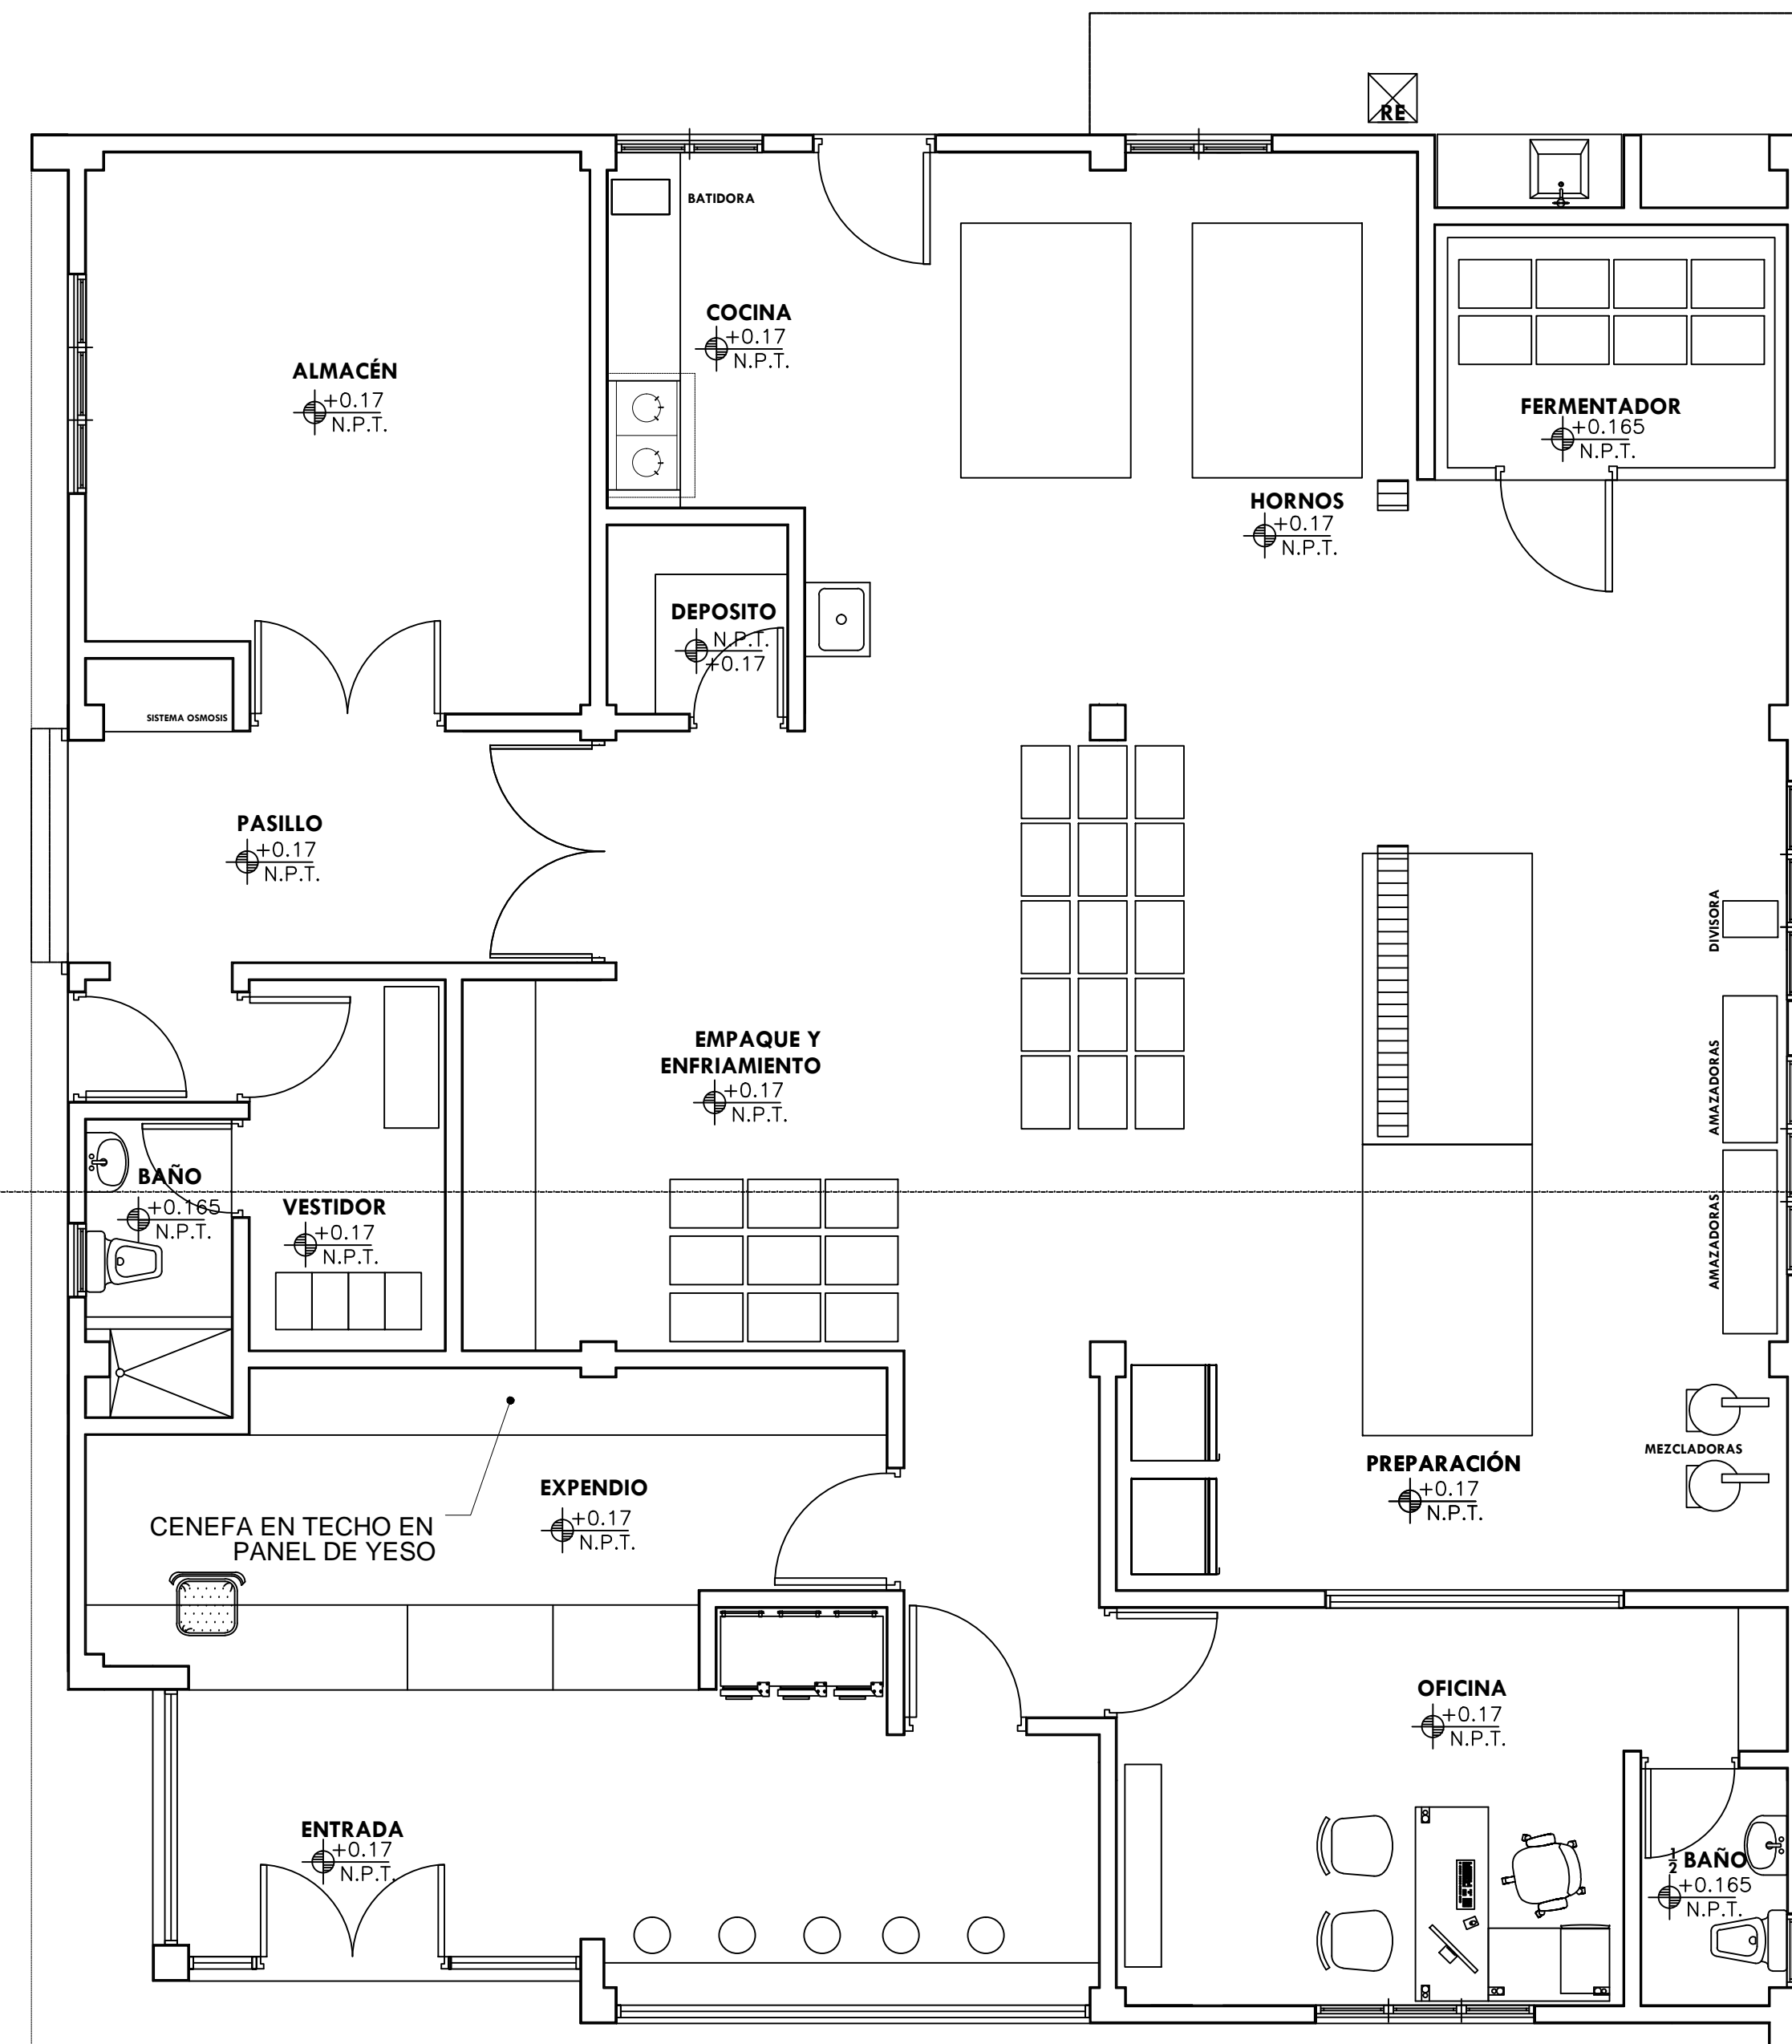 RE
BATIDORA
COCINA
+0.17
N.P.T.
ALMACÉN
+0.17
N.P.T.
FERMENTADOR
+0.165
N.P.T.
HORNOS
+0.17
N.P.T.
DEPOSITO
N.P.T.
+0.17
SISTEMA OSMOSIS
PASILLO
+0.17
N.P.T.
DIVISORA
EMPAQUE Y
ENFRIAMIENTO
+0.17
N.P.T.
AMAZADORAS
BAÑO
+0.165
N.P.T.
VESTIDOR
+0.17
N.P.T.
AMAZADORAS
MEZCLADORAS
PREPARACIÓN
+0.17
N.P.T.
EXPENDIO
+0.17
N.P.T.
CENEFA EN TECHO EN
PANEL DE YESO
OFICINA
+0.17
N.P.T.
ENTRADA
+0.17
N.P.T.
½ BAÑO
+0.165
N.P.T.